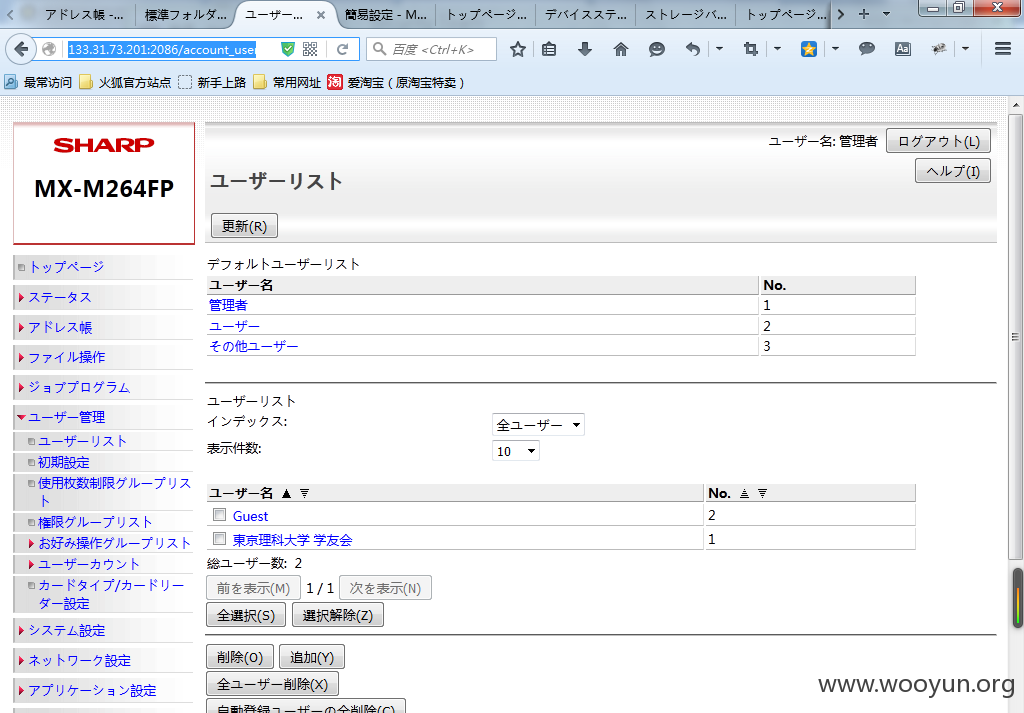 アドレス帳 -...
標準フォルダ...
ユーザー...
簡易設定 - M...
トップページ...
デバイスステ...
ストレージバ...
トップページ...
133.31.73.201:2086/account_user
百度 <Ctrl+K>
最常访问
火狐官方站点
新手上路
常用网址
淘
爱淘宝（原淘宝特卖）
SHARP
MX-M264FP
ユーザー名: 管理者
ログアウト(L)
ヘルプ(I)
ユーザーリスト
更新(R)
トップページ
ステータス
アドレス帳
ファイル操作
ジョブプログラム
ユーザー管理
ユーザーリスト
初期設定
使用枚数制限グループリス
ト
権限グループリスト
お好み操作グループリスト
ユーザーカウント
カードタイプ/カードリー
ダー設定
システム設定
ネットワーク設定
アプリケーション設定
デフォルトユーザーリスト
ユーザー名 No.
管理者 1
ユーザー 2
その他ユーザー 3
ユーザーリスト
インデックス: 全ユーザー
表示件数: 10
ユーザー名 No.
Guest 2
東京理科大学 学友会 1
総ユーザー数: 2
前を表示(M) 1 / 1 次を表示(N)
全選択(S) 選択解除(Z)
削除(O) 追加(Y)
全ユーザー削除(X)
自動登録ユーザーの全削除(C)
www.wooyun.org